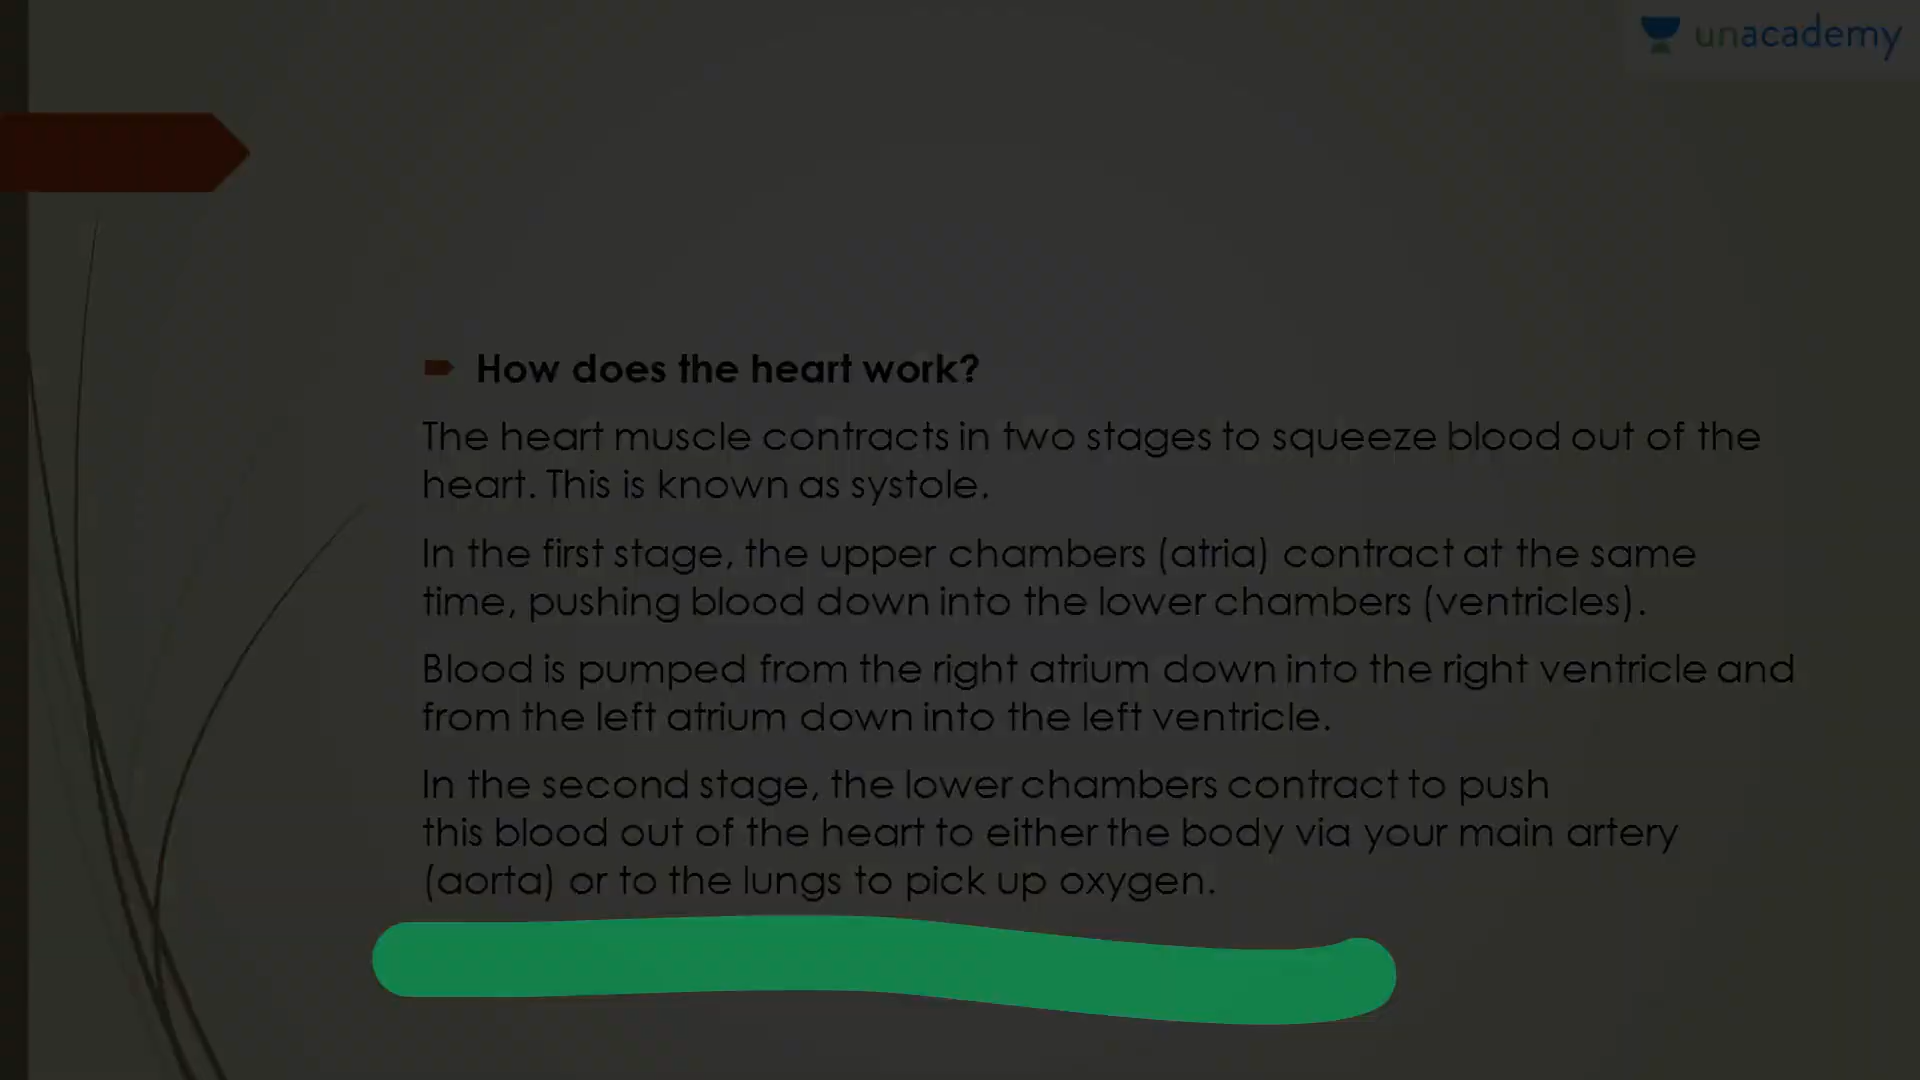 unacademy
How does the heart work?
The heart muscle contracts in two stages to squeeze blood out of the
heart. This is known as systole.
In the first stage, the upper chambers (atria) contract at the same
time, pushing blood down into the lower chambers (ventricles).
Blood is pumped from the right atrium down into the right ventricle and
from the left atrium down into the left ventricle.
In the second stage, the lower chambers contract to push
this blood out of the heart to either the body via your main artery
(aorta) or to the lungs to pick up oxygen.